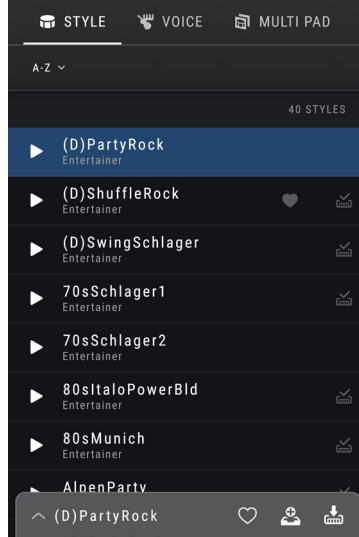 STYLE VOICE MULTI PAD
A-Z
40 STYLES
(D)PartyRock
Entertainer
(D)ShuffleRock
Entertainer
(D)SwingSchlager
Entertainer
70sSchlager1
Entertainer
70sSchlager2
Entertainer
80sItaloPowerBld
Entertainer
80sMunich
Entertainer
AlpenParty
(D)PartyRock